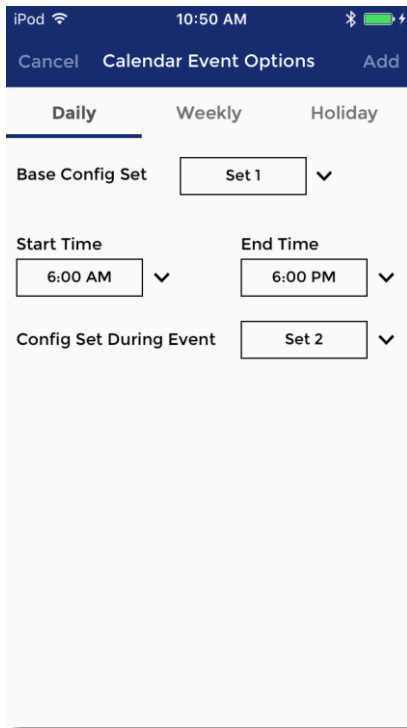 iPod 10:50 AM
Cancel Calendar Event Options Add
Daily Weekly Holiday
Base Config Set Set 1
Start Time End Time
6:00 AM 6:00 PM
Config Set During Event Set 2